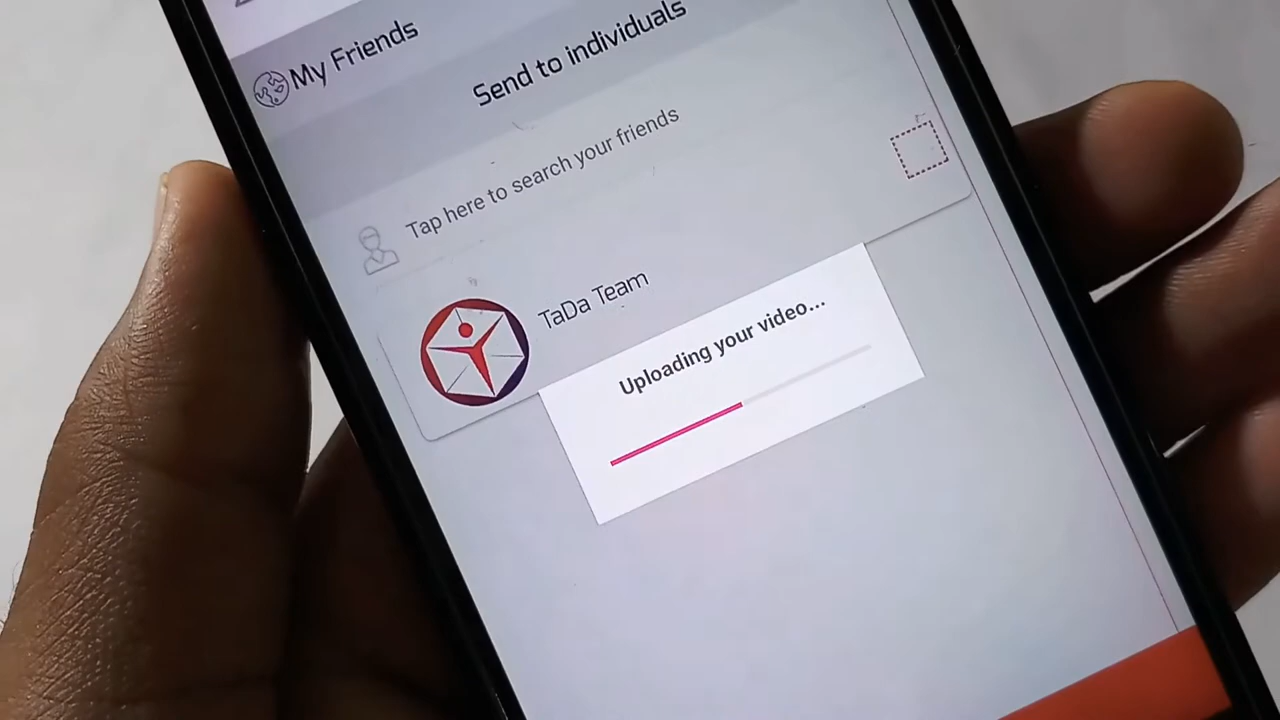 My Friends
Send to individuals
Tap here to search your friends
TaDa Team
Uploading your video...